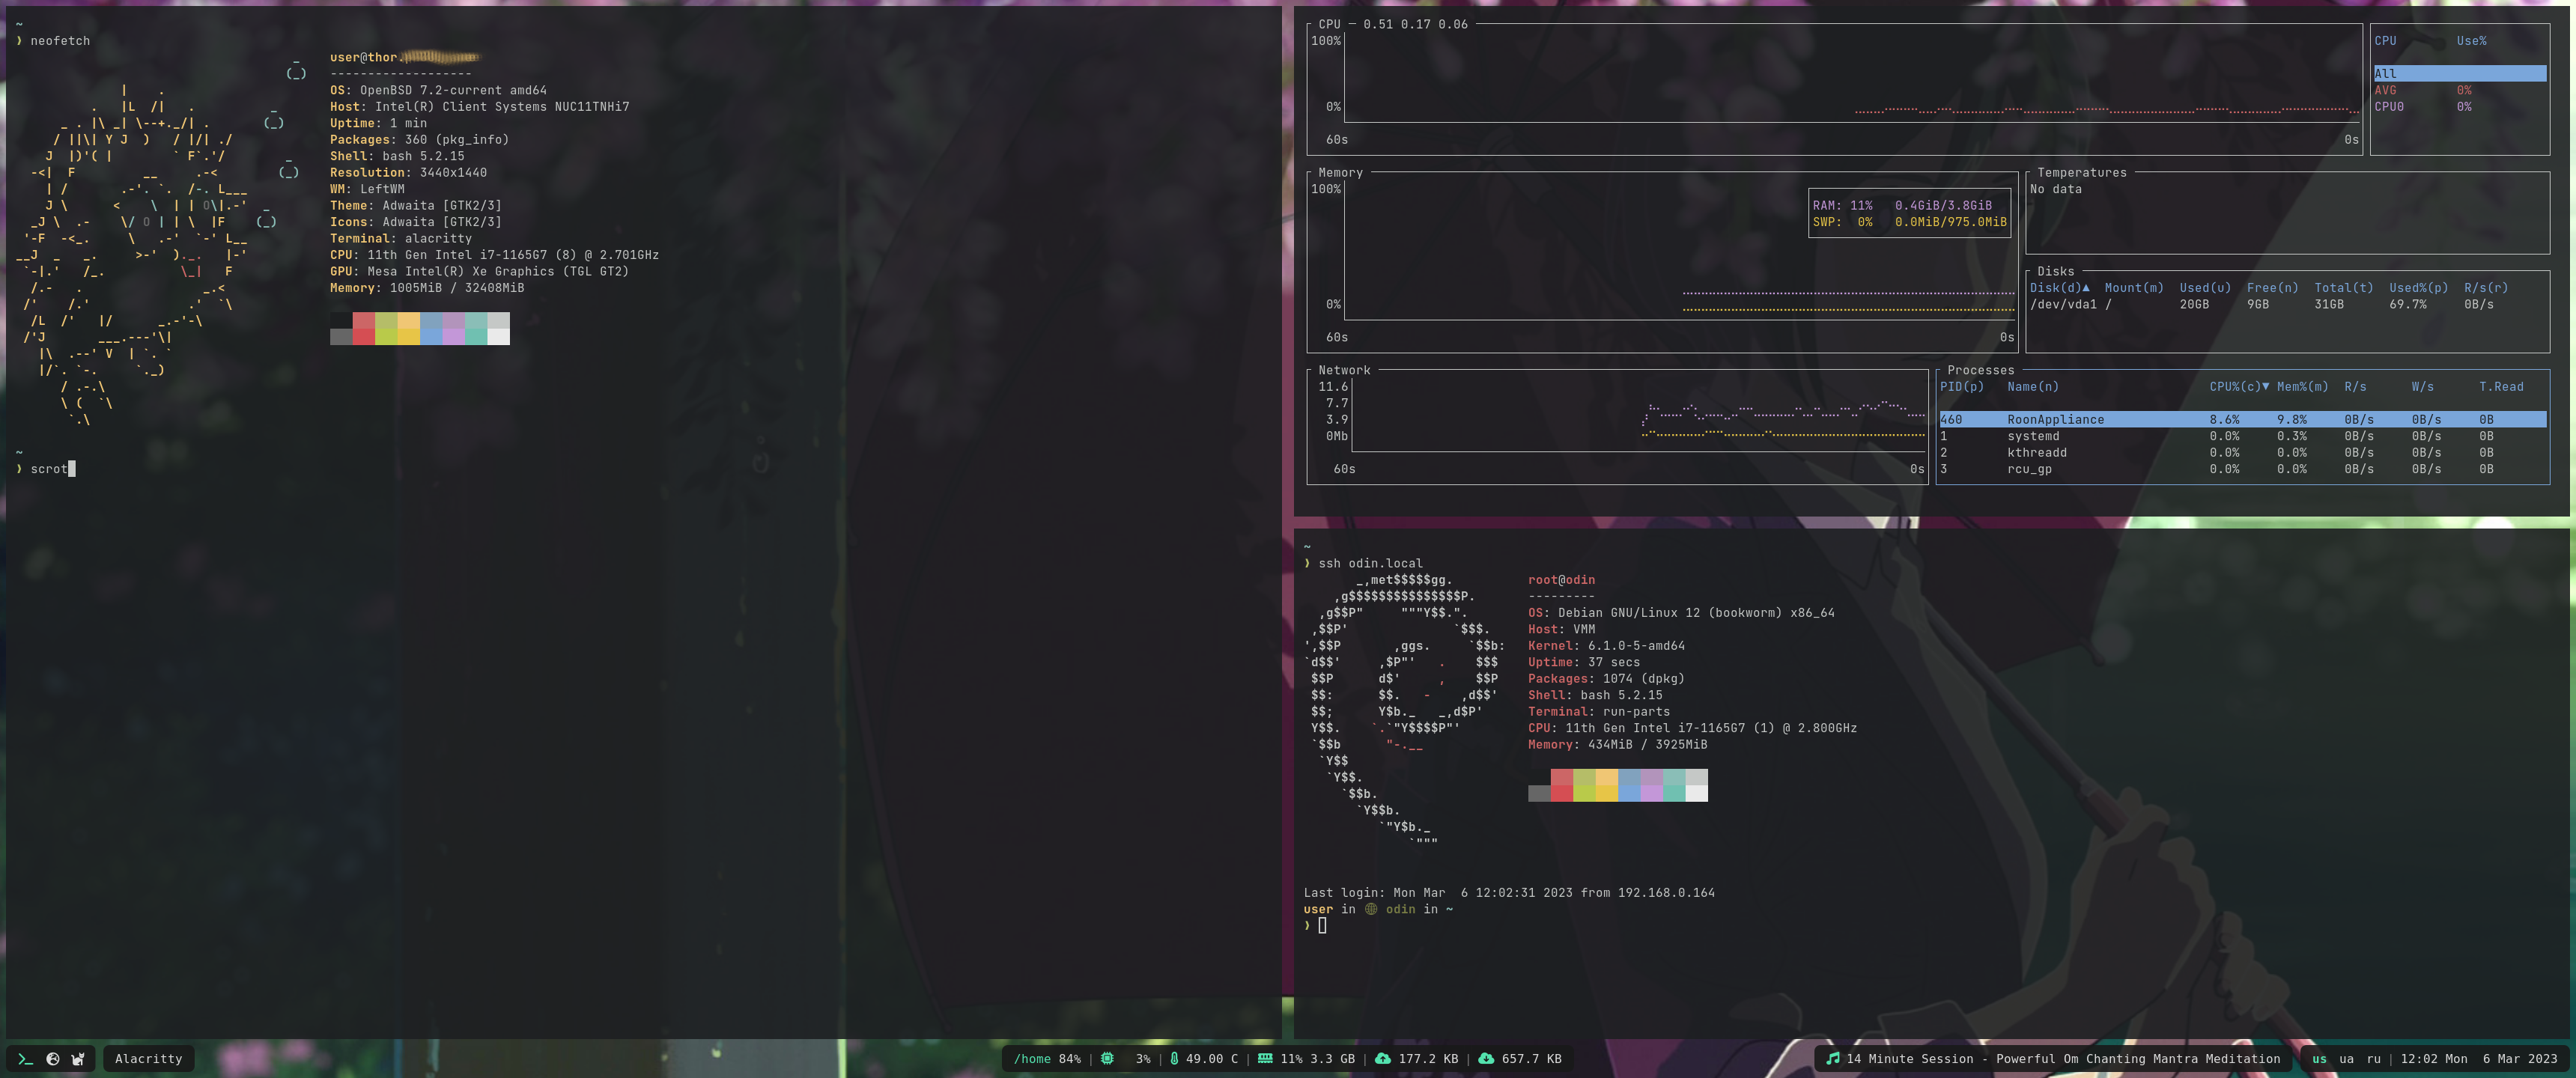 ~
❯ neofetch
user@thor.
-------------------
OS: OpenBSD 7.2-current amd64
Host: Intel(R) Client Systems NUC11TNHi7
Uptime: 1 min
Packages: 360 (pkg_info)
Shell: bash 5.2.15
Resolution: 3440x1440
WM: LeftWM
Theme: Adwaita [GTK2/3]
Icons: Adwaita [GTK2/3]
Terminal: alacritty
CPU: 11th Gen Intel i7-1165G7 (8) @ 2.701GHz
GPU: Mesa Intel(R) Xe Graphics (TGL GT2)
Memory: 1005MiB / 32408MiB
~
❯ scrot
CPU — 0.51 0.17 0.06
100%
0%
60s 0s
CPU Use%
All
AVG 0%
CPU0 0%
Memory
100%
RAM: 11% 0.4GiB/3.8GiB
SWP: 0% 0.0MiB/975.0MiB
0%
60s 0s
Temperatures
No data
Disks
Disk(d)▲ Mount(m) Used(u) Free(n) Total(t) Used%(p) R/s(r)
/dev/vda1 / 20GB 9GB 31GB 69.7% 0B/s
Network
11.6
7.7
3.9
0Mb
60s 0s
Processes
PID(p) Name(n) CPU%(c)▼ Mem%(m) R/s W/s T.Read
460 RoonAppliance 8.6% 9.8% 0B/s 0B/s 0B
1 systemd 0.0% 0.3% 0B/s 0B/s 0B
2 kthreadd 0.0% 0.0% 0B/s 0B/s 0B
3 rcu_gp 0.0% 0.0% 0B/s 0B/s 0B
~
❯ ssh odin.local
root@odin
---------
OS: Debian GNU/Linux 12 (bookworm) x86_64
Host: VMM
Kernel: 6.1.0-5-amd64
Uptime: 37 secs
Packages: 1074 (dpkg)
Shell: bash 5.2.15
Terminal: run-parts
CPU: 11th Gen Intel i7-1165G7 (1) @ 2.800GHz
Memory: 434MiB / 3925MiB
Last login: Mon Mar  6 12:02:31 2023 from 192.168.0.164
user in odin in ~
❯
Alacritty
/home 84% | 3% | 49.00 C | 11% 3.3 GB | 177.2 KB | 657.7 KB
14 Minute Session - Powerful Om Chanting Mantra Meditation
us ua ru | 12:02 Mon  6 Mar 2023